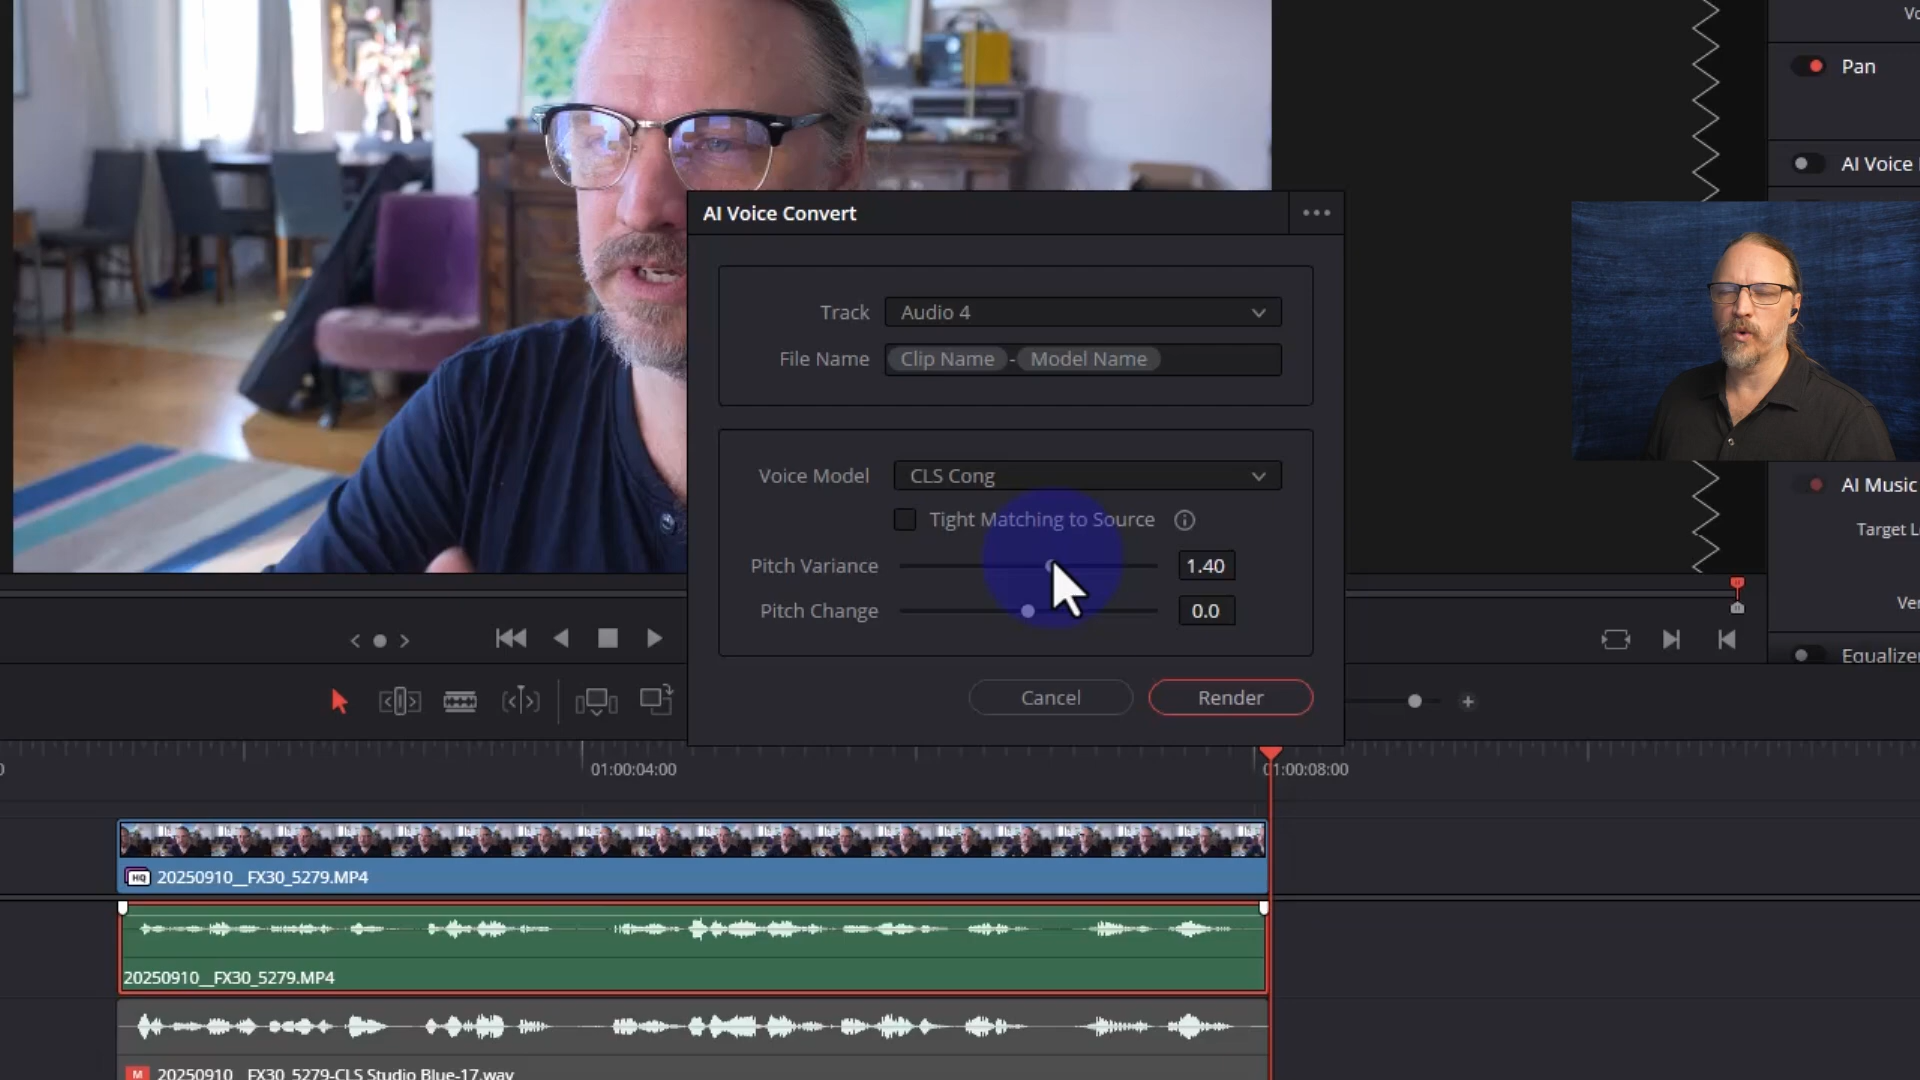 Pan
AI Voice
AI Voice Convert
Track Audio 4
File Name Clip Name - Model Name
Voice Model CLS Cong
Tight Matching to Source
Pitch Variance 1.40
Pitch Change 0.0
Cancel Render
AI Music
Target
Equalizer
01:00:04:00
01:00:08:00
HQ 20250910__FX30_5279.MP4
20250910__FX30_5279.MP4
M 20250910__FX30_5279-CLS Studio Blue-17.wav